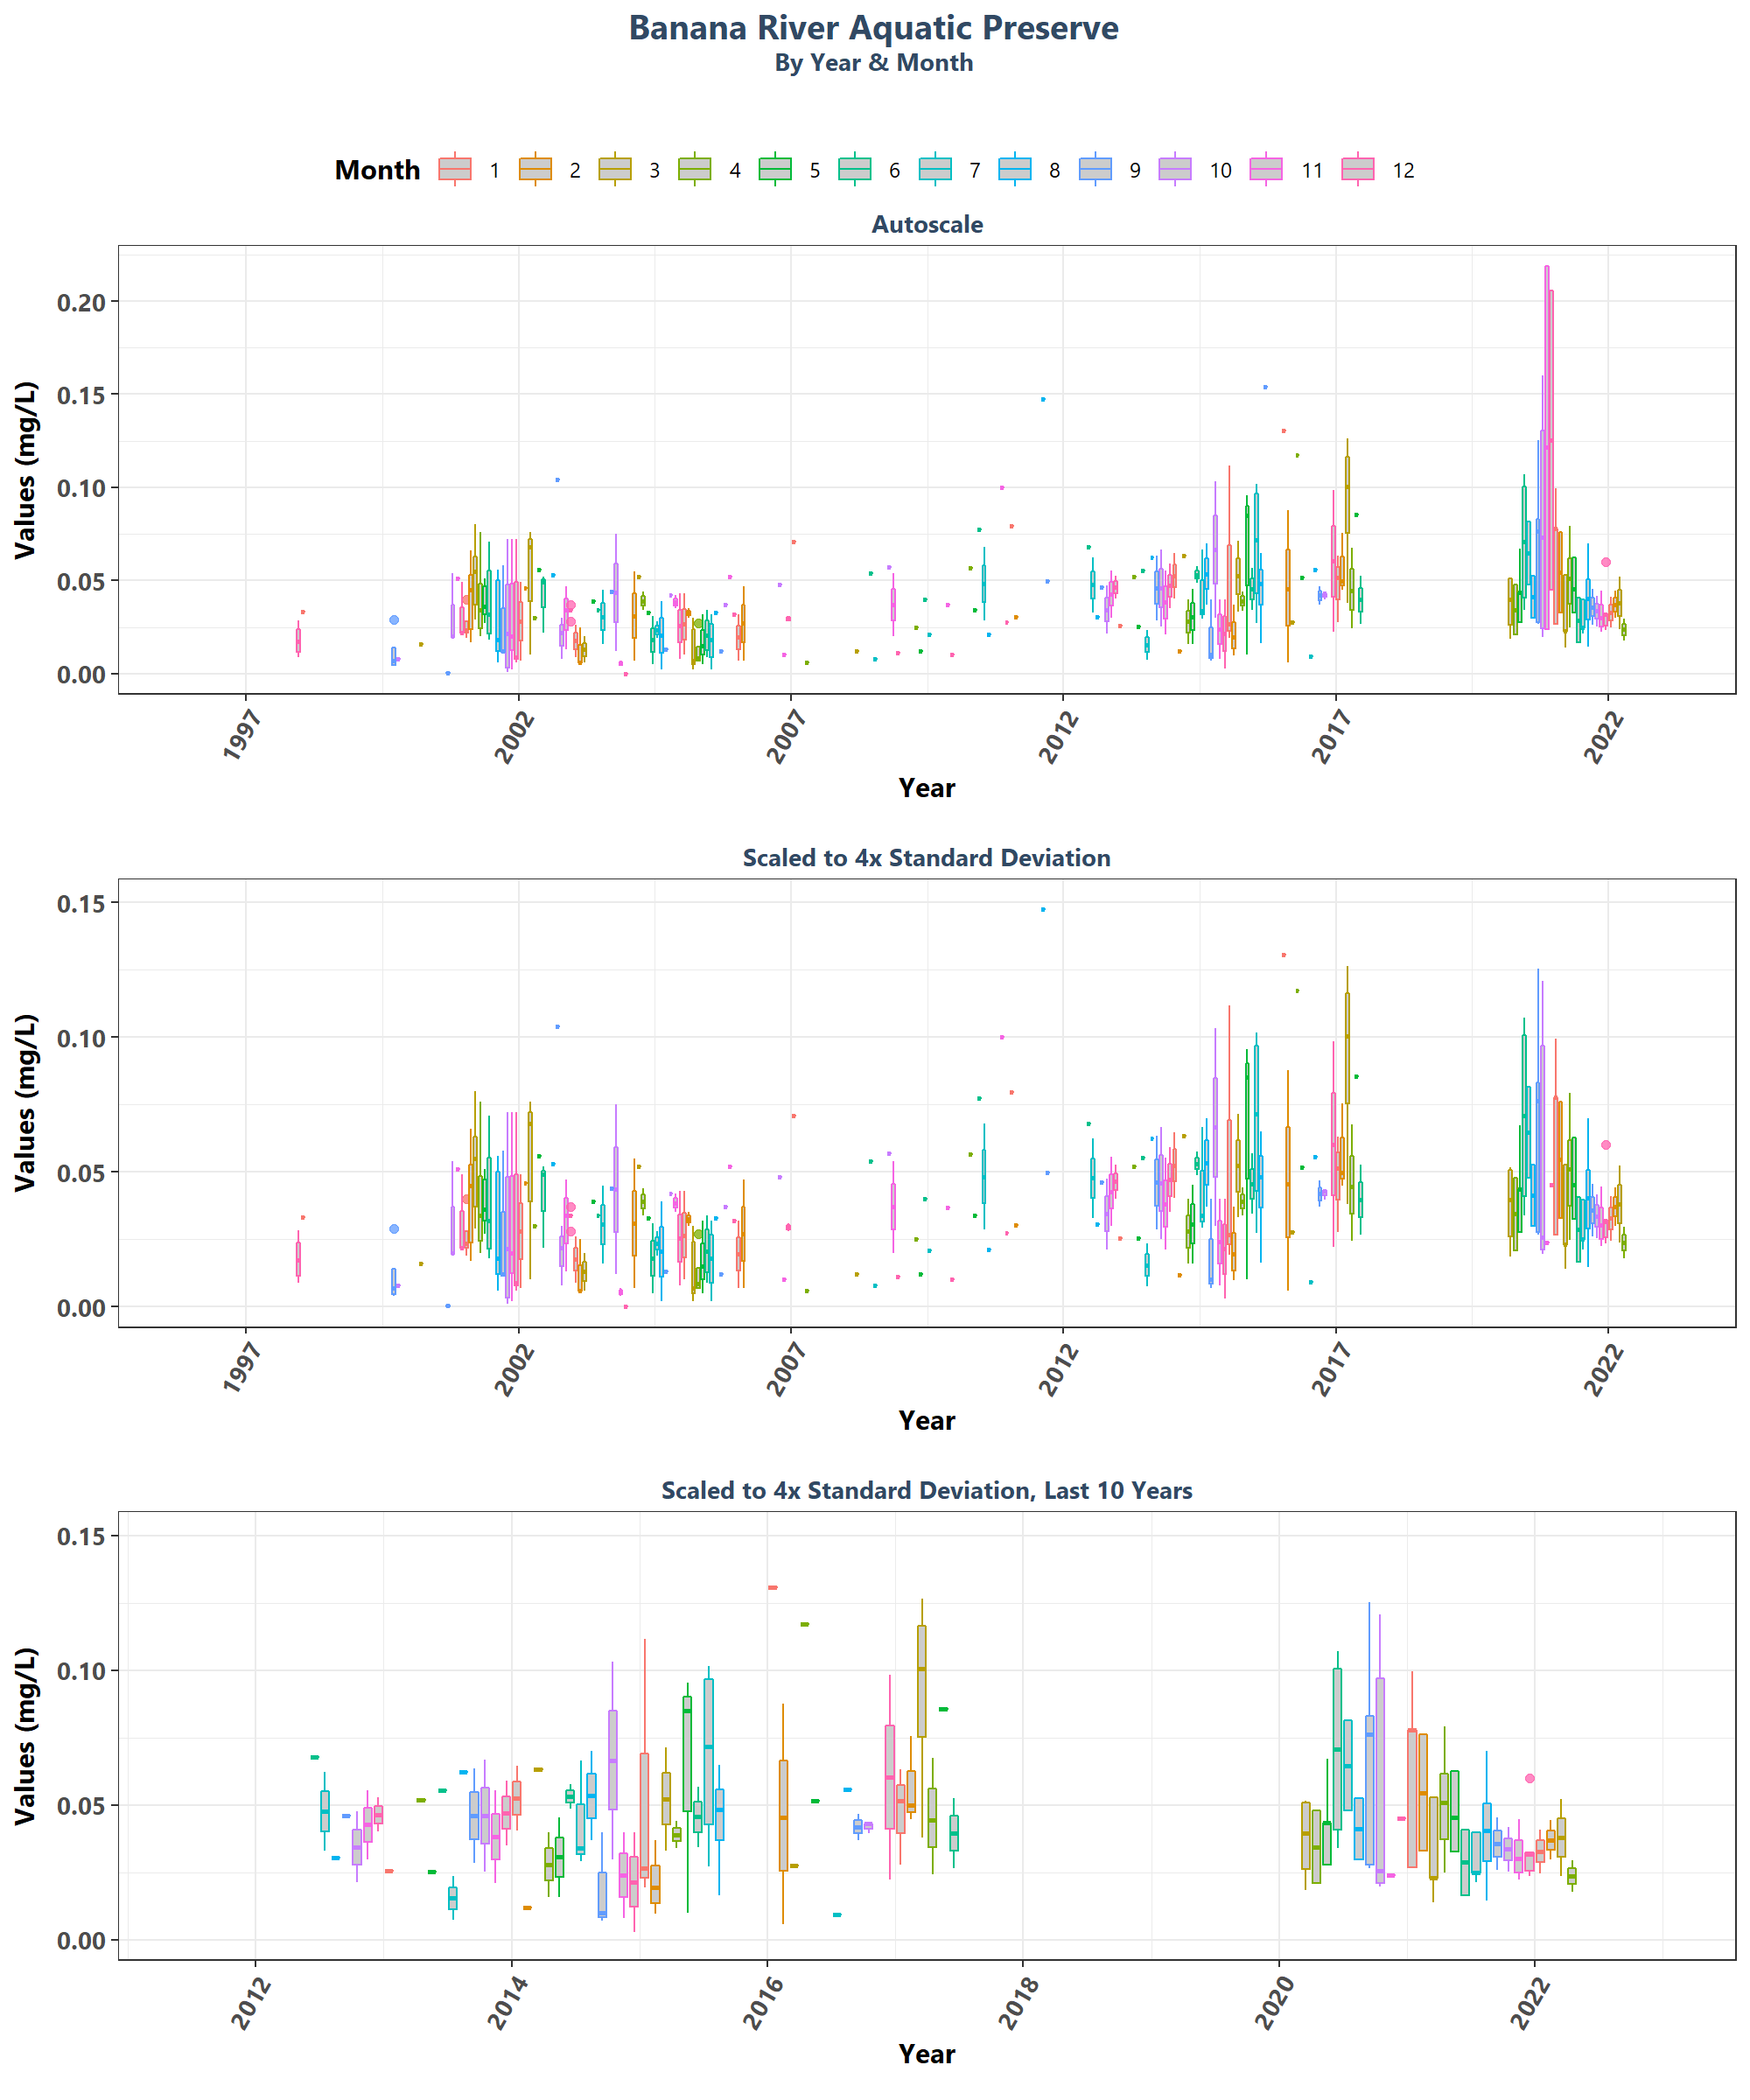 Banana River Aquatic Preserve
By Year & Month
Month 1 2 3 4 5 6 7 8 9 10 11 12
Autoscale
Values (mg/L)
0.20
0.15
0.10
0.05
0.00
1997 2002 2007 2012 2017 2022
Year
Scaled to 4x Standard Deviation
Values (mg/L)
0.15
0.10
0.05
0.00
1997 2002 2007 2012 2017 2022
Year
Scaled to 4x Standard Deviation, Last 10 Years
Values (mg/L)
0.15
0.10
0.05
0.00
2012 2014 2016 2018 2020 2022
Year